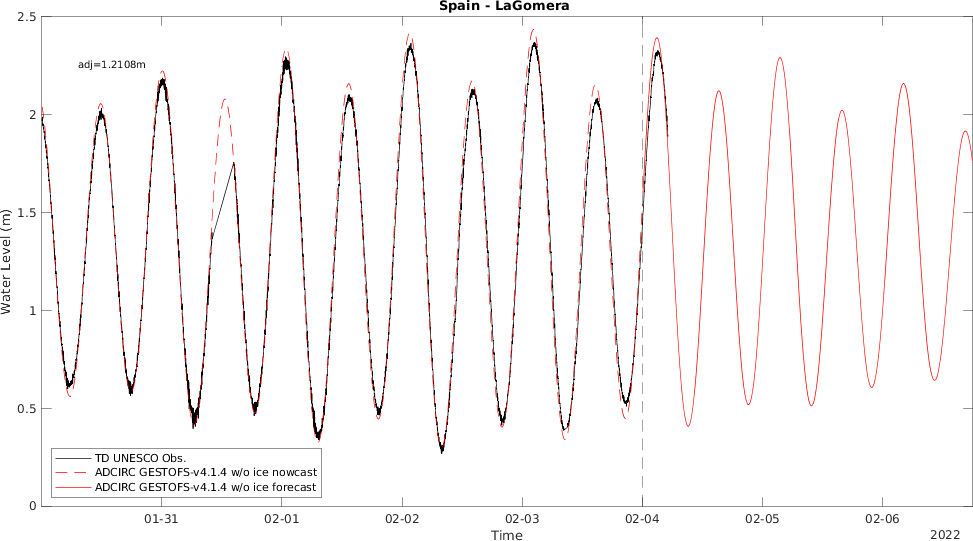 Spain - LaGomera
2.5
adj=1.2108m
2
1.5
Water Level (m)
1
0.5
TD UNESCO Obs.
ADCIRC GESTOFS-v4.1.4 w/o ice nowcast
ADCIRC GESTOFS-v4.1.4 w/o ice forecast
0
01-31 02-01 02-02 02-03 02-04 02-05 02-06
Time
2022